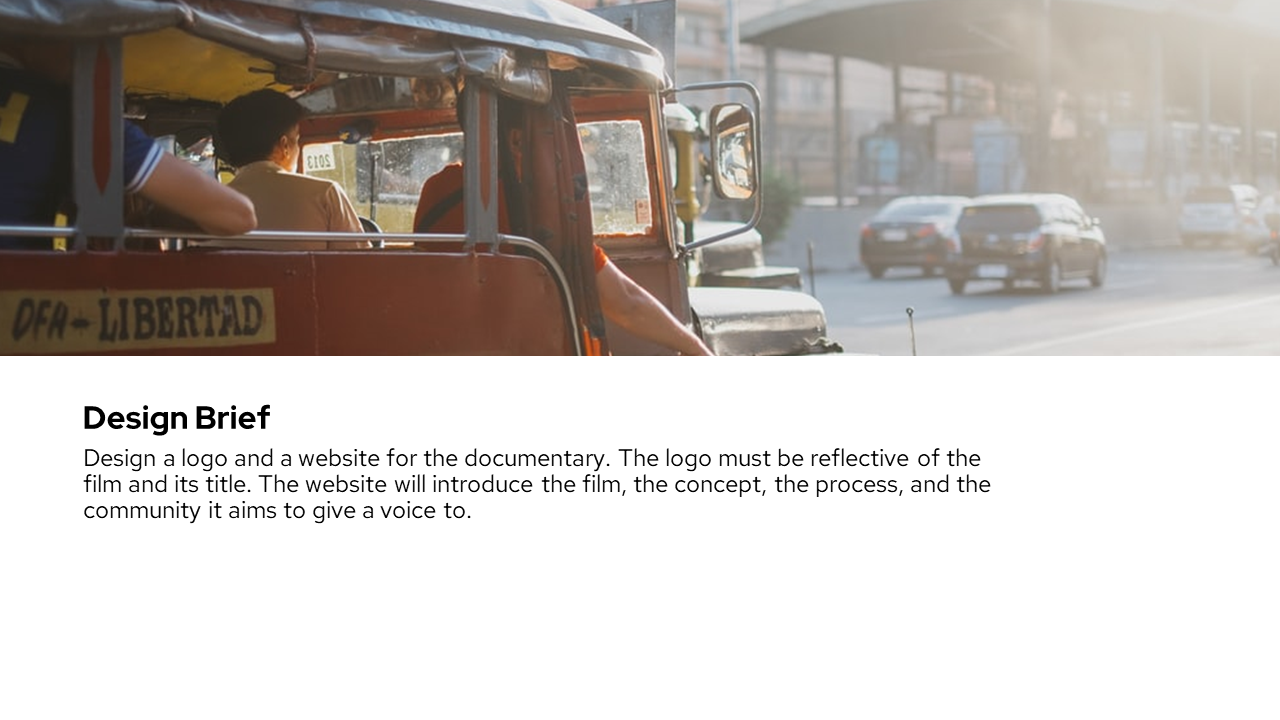 2013
DFA-LIBERTAD
Design Brief
Design a logo and a website for the documentary. The logo must be reflective of the
film and its title. The website will introduce the film, the concept, the process, and the
community it aims to give a voice to.